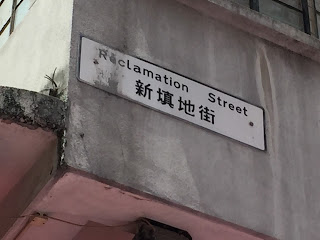 Reclamation Street
新填地街